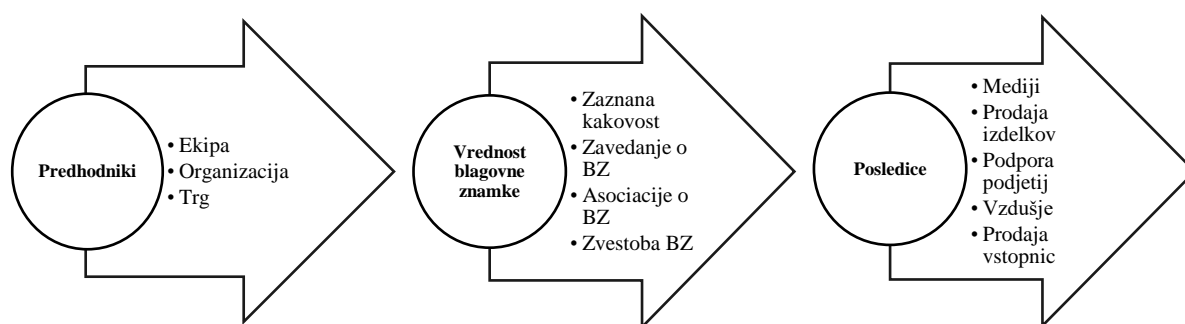 Predhodniki
• Ekipa
• Organizacija
• Trg
Vrednost
blagovne
znamke
• Zaznana
kakovost
• Zavedanje o
BZ
• Asociacije o
BZ
• Zvestoba BZ
Posledice
• Mediji
• Prodaja
izdelkov
• Podpora
podjetij
• Vzdušje
• Prodaja
vstopnic